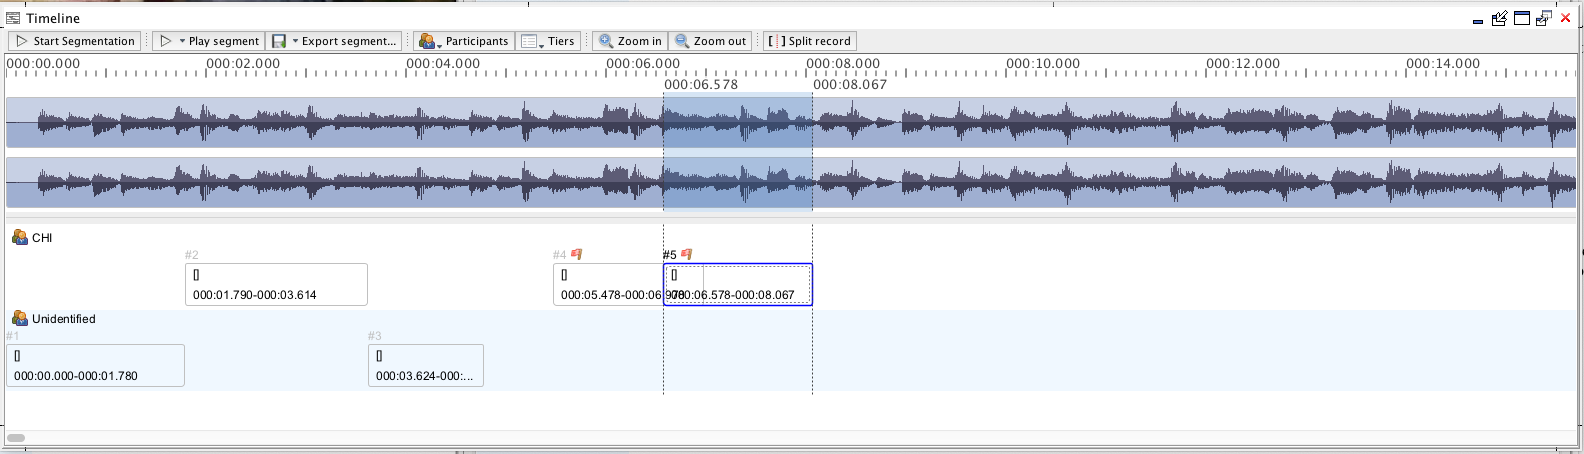 Timeline
Start Segmentation Play segment Export segment... Participants Tiers Zoom in Zoom out [ ] Split record
000:00.000 000:02.000 000:04.000 000:06.000 000:08.000 000:10.000 000:12.000 000:14.000
000:06.578 000:08.067
CHI
#2 #4 #5
[] [] []
000:01.790-000:03.614 000:05.478-000:06.978 000:06.578-000:08.067
Unidentified
#1 #3
[] []
000:00.000-000:01.780 000:03.624-000:...